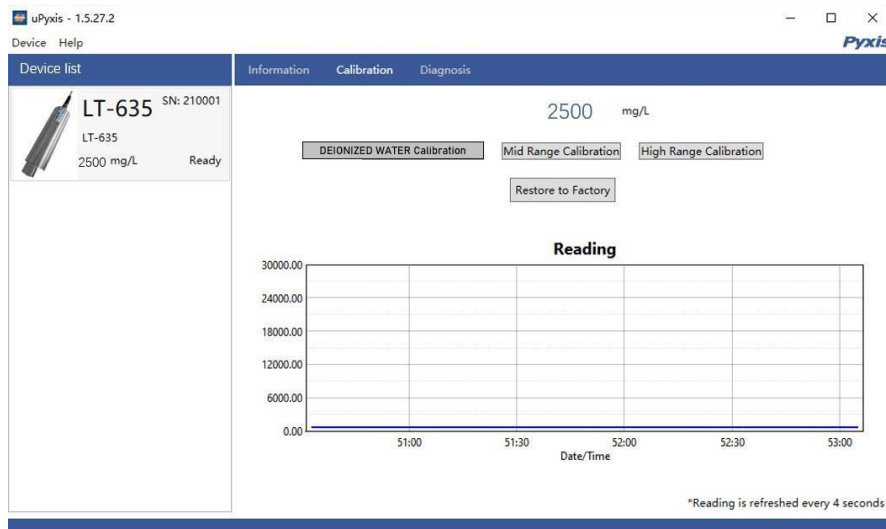 uPyxis - 1.5.27.2
Device Help
Pyxis
Device list
Information Calibration Diagnosis
LT-635 SN: 210001
LT-635
2500 mg/L Ready
2500 mg/L
DEIONIZED WATER Calibration Mid Range Calibration High Range Calibration
Restore to Factory
Reading
30000.00
24000.00
18000.00
12000.00
6000.00
0.00
51:00 51:30 52:00 52:30 53:00
Date/Time
*Reading is refreshed every 4 seconds